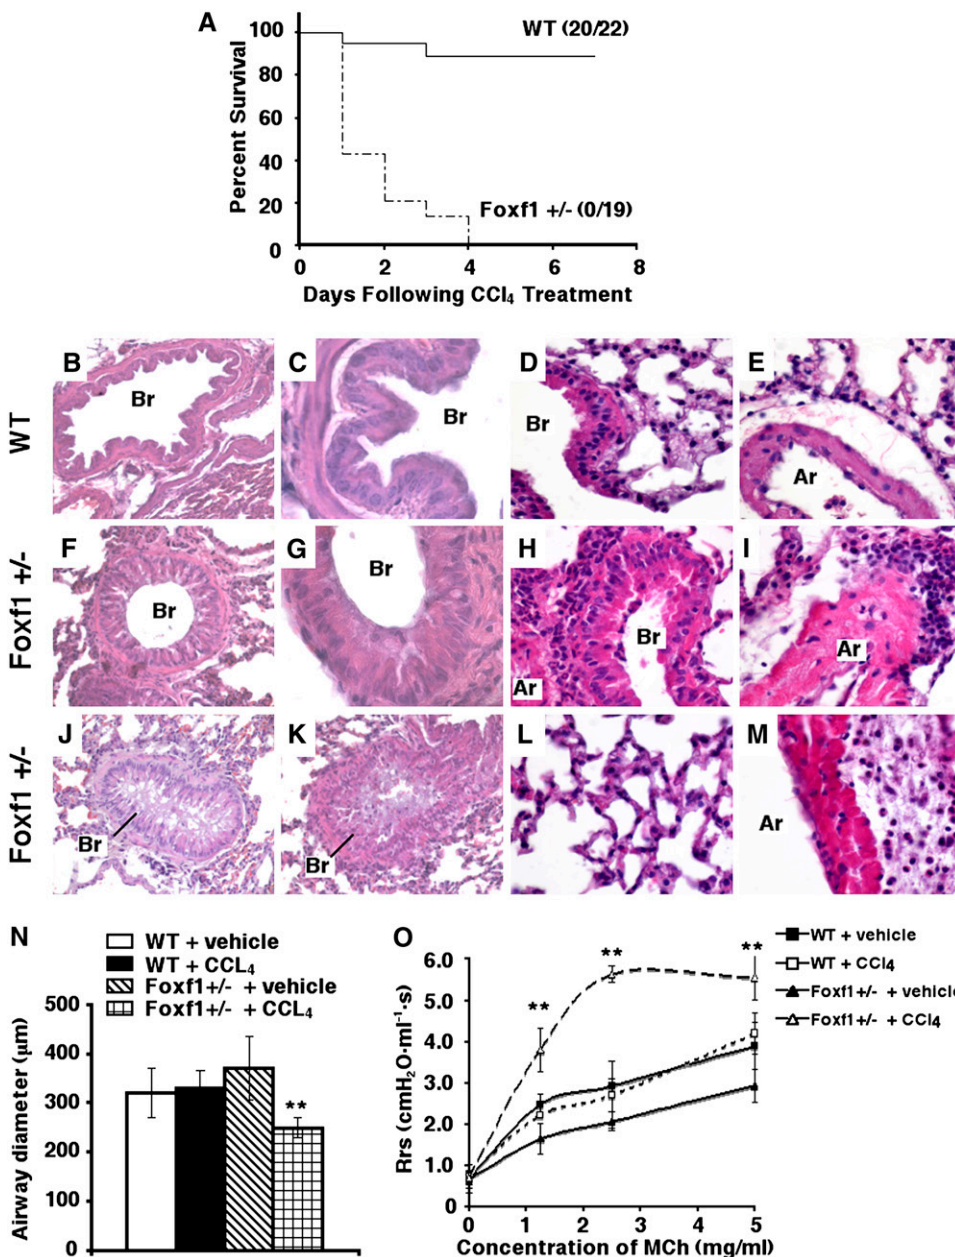 A
100
80
60
40
20
0
Percent Survival
WT (20/22)
Foxf1 +/- (0/19)
0 2 4 6 8
Days Following CCl₄ Treatment
WT
B Br
C Br
D Br
E Ar
Foxf1 +/-
F Br
G Br
H Br Ar
I Ar
Foxf1 +/-
J Br
K Br
L
M Ar
N
WT + vehicle
WT + CCL₄
Foxf1+/- + vehicle
Foxf1+/- + CCL₄
500
400
300
200
100
0
Airway diameter (μm)
**
O
WT + vehicle
WT + CCl₄
Foxf1+/- + vehicle
Foxf1+/- + CCl₄
6.0
5.0
4.0
3.0
2.0
1.0
0
Rrs (cmH₂O·ml⁻¹·s)
**
**
**
0 1 2 3 4 5
Concentration of MCh (mg/ml)